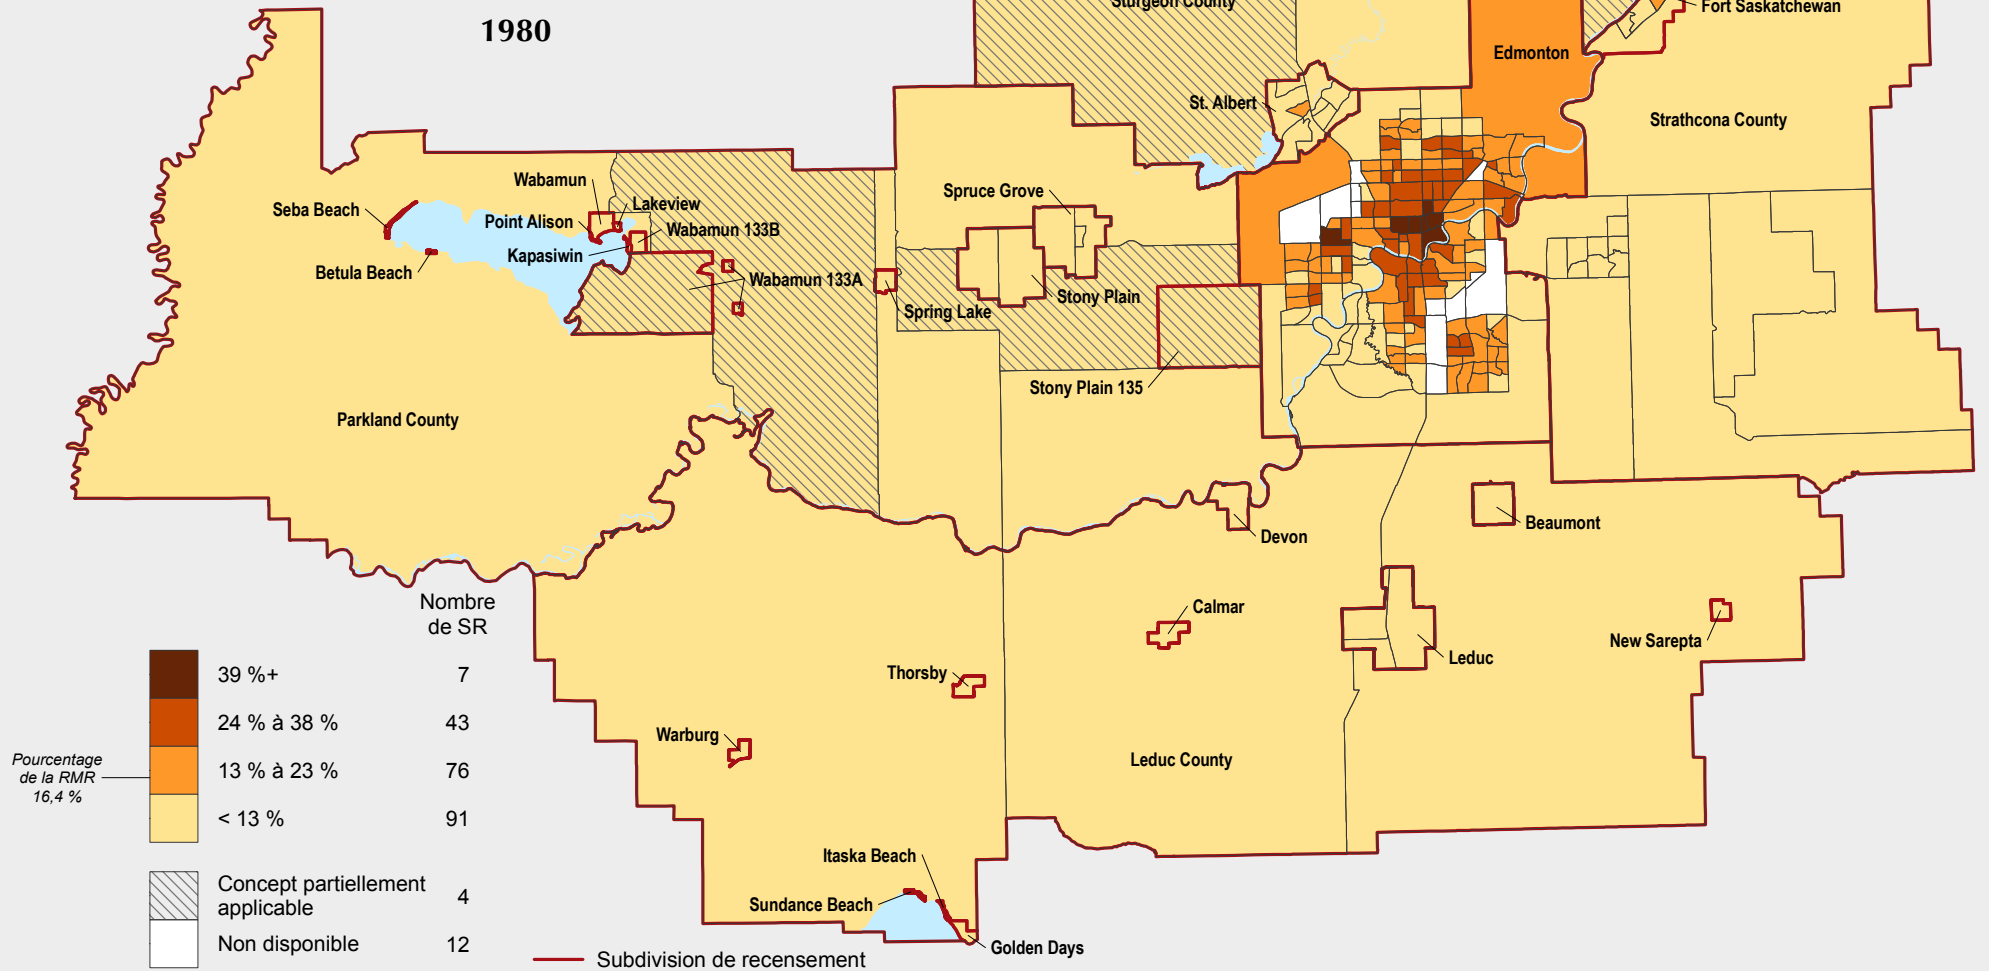 Sturgeon County
Fort Saskatchewan
1980
Edmonton
St. Albert
Strathcona County
Wabamun
Spruce Grove
Lakeview
Seba Beach
Point Alison
Wabamun 133B
Kapasiwin
Betula Beach
Wabamun 133A
Stony Plain
Spring Lake
Stony Plain 135
Parkland County
Beaumont
Devon
Calmar
New Sarepta
Leduc
Thorsby
Warburg
Leduc County
Itaska Beach
Sundance Beach
Golden Days
Nombre
de SR
39 %+ 7
24 % à 38 % 43
13 % à 23 % 76
< 13 % 91
Pourcentage
de la RMR
16,4 %
Concept partiellement
applicable 4
Non disponible 12
Subdivision de recensement